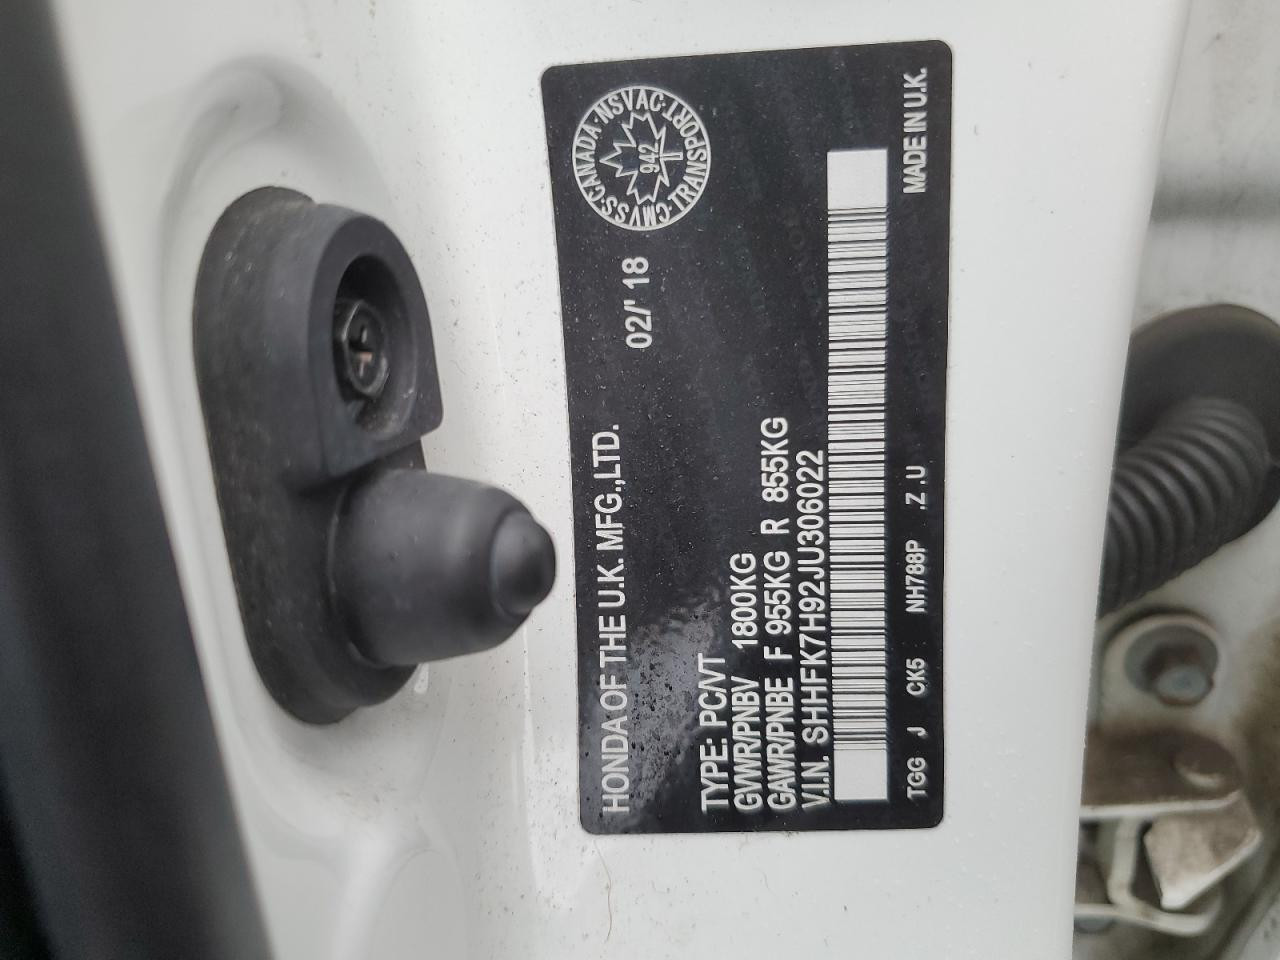 HONDA OF THE U.K. MFG.,LTD.
02/' 18
CMVSS·CANADA·NSVAC·TRANSPORT
942
TYPE: PC/VT
GVWR/PNBV 1800KG
GAWR/PNBE F 955KG R 855KG
V.I.N. SHHFK7H92JU306022
TGG J CK5 NH788P .Z .U MADE IN U.K.